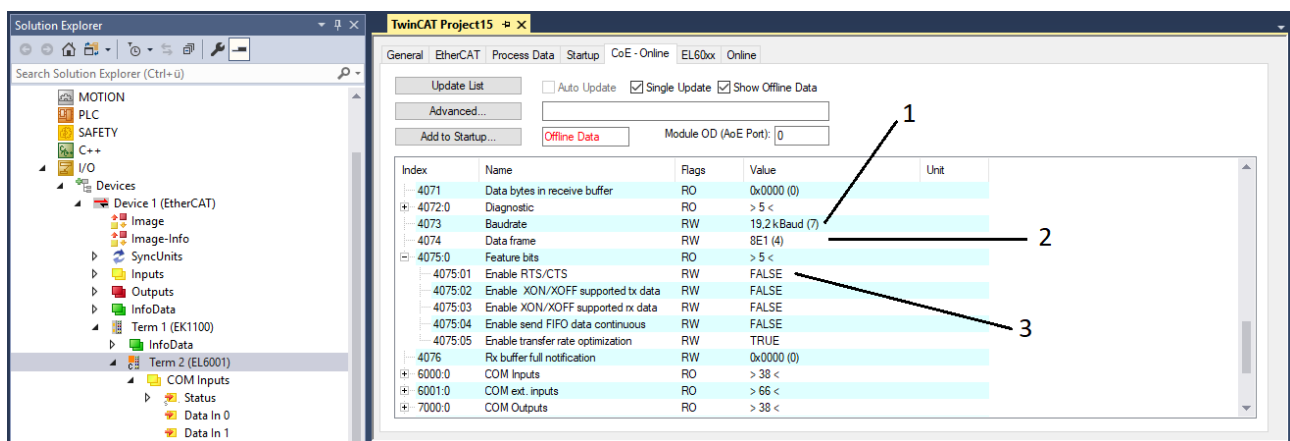 Solution Explorer
Search Solution Explorer (Ctrl+ü)
MOTION
PLC
SAFETY
C++
I/O
Devices
Device 1 (EtherCAT)
Image
Image-Info
SyncUnits
Inputs
Outputs
InfoData
Term 1 (EK1100)
InfoData
Term 2 (EL6001)
COM Inputs
Status
Data In 0
Data In 1
TwinCAT Project15
General EtherCAT Process Data Startup CoE - Online EL60xx Online
Update List Auto Update Single Update Show Offline Data
Advanced...
Add to Startup... Offline Data Module OD (AoE Port): 0
1
Index Name Flags Value Unit
4071 Data bytes in receive buffer RO 0x0000 (0)
4072:0 Diagnostic RO > 5 <
4073 Baudrate RW 19,2 kBaud (7)
4074 Data frame RW 8E1 (4) 2
4075:0 Feature bits RO > 5 <
4075:01 Enable RTS/CTS RW FALSE
4075:02 Enable XON/XOFF supported tx data RW FALSE
4075:03 Enable XON/XOFF supported rx data RW FALSE
4075:04 Enable send FIFO data continuous RW FALSE 3
4075:05 Enable transfer rate optimization RW TRUE
4076 Rx buffer full notification RW 0x0000 (0)
6000:0 COM Inputs RO > 38 <
6001:0 COM ext. inputs RO > 66 <
7000:0 COM Outputs RO > 38 <